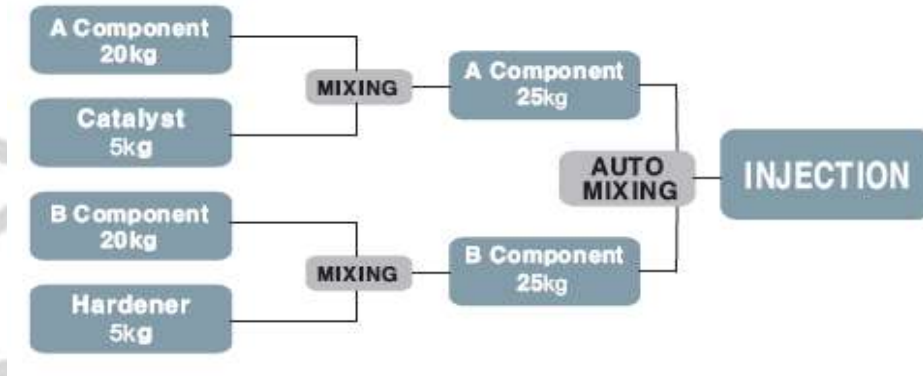 A Component
20kg
Catalyst
5kg
MIXING
A Component
25kg
B Component
20kg
Hardener
5kg
MIXING
B Component
25kg
AUTO
MIXING
INJECTION